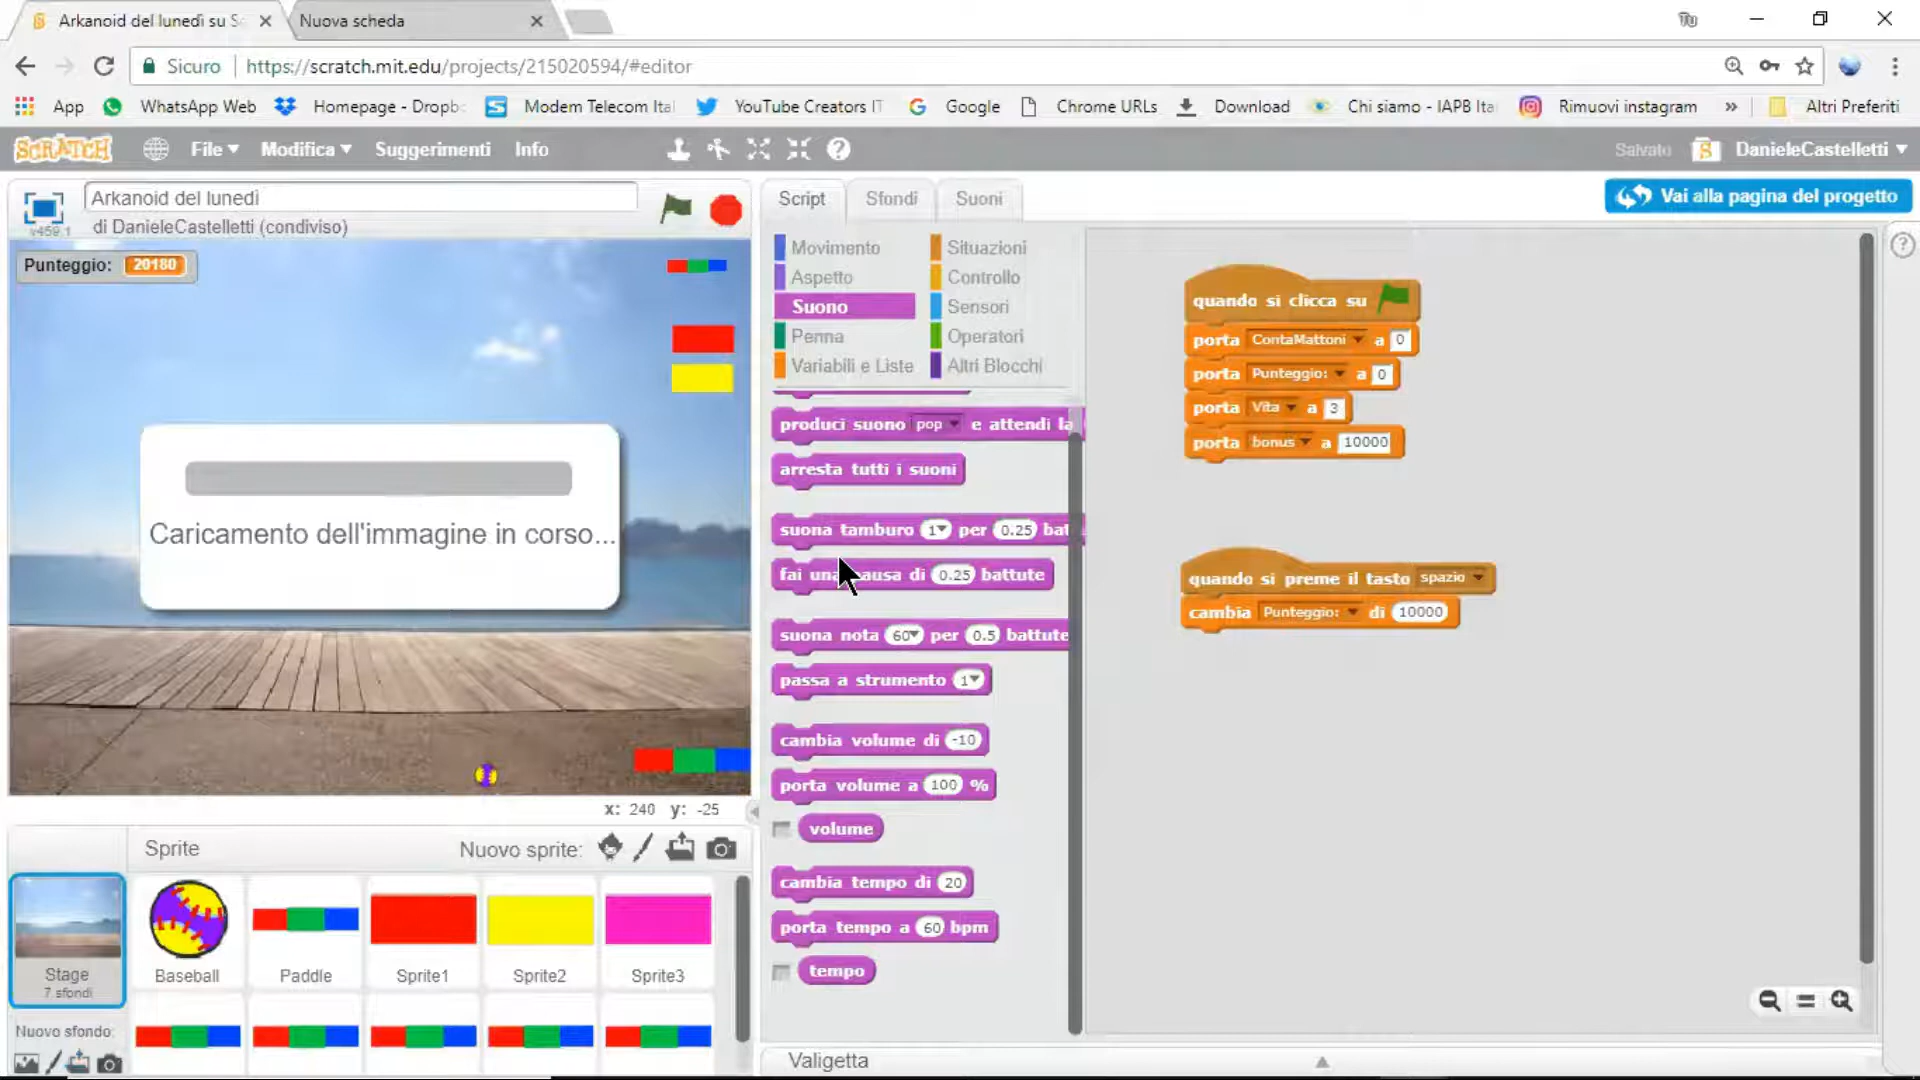 Arkanoid del lunedì su S
Nuova scheda
Tu
Sicuro
https://scratch.mit.edu/projects/215020594/#editor
App
WhatsApp Web
Homepage - Dropb
Modem Telecom Ital
YouTube Creators IT
Google
Chrome URLs
Download
Chi siamo - IAPB Ita
Rimuovi instagram
»
Altri Preferiti
SCRATCH
File
Modifica
Suggerimenti
Info
Salvato
DanieleCastelletti
v459.1
Arkanoid del lunedì
di DanieleCastelletti (condiviso)
Script
Sfondi
Suoni
Vai alla pagina del progetto
Punteggio: 20180
Caricamento dell'immagine in corso...
x: 240 y: -25
Movimento
Situazioni
Aspetto
Controllo
Suono
Sensori
Penna
Operatori
Variabili e Liste
Altri Blocchi
produci suono pop e attendi la
arresta tutti i suoni
suona tamburo 1 per 0.25 bat
fai una pausa di 0.25 battute
suona nota 60 per 0.5 battute
passa a strumento 1
cambia volume di -10
porta volume a 100 %
volume
cambia tempo di 20
porta tempo a 60 bpm
tempo
quando si clicca su
porta ContaMattoni a 0
porta Punteggio: a 0
porta Vita a 3
porta bonus a 10000
quando si preme il tasto spazio
cambia Punteggio: di 10000
Sprite
Nuovo sprite:
Stage
7 sfondi
Baseball
Paddle
Sprite1
Sprite2
Sprite3
Nuovo sfondo:
Valigetta